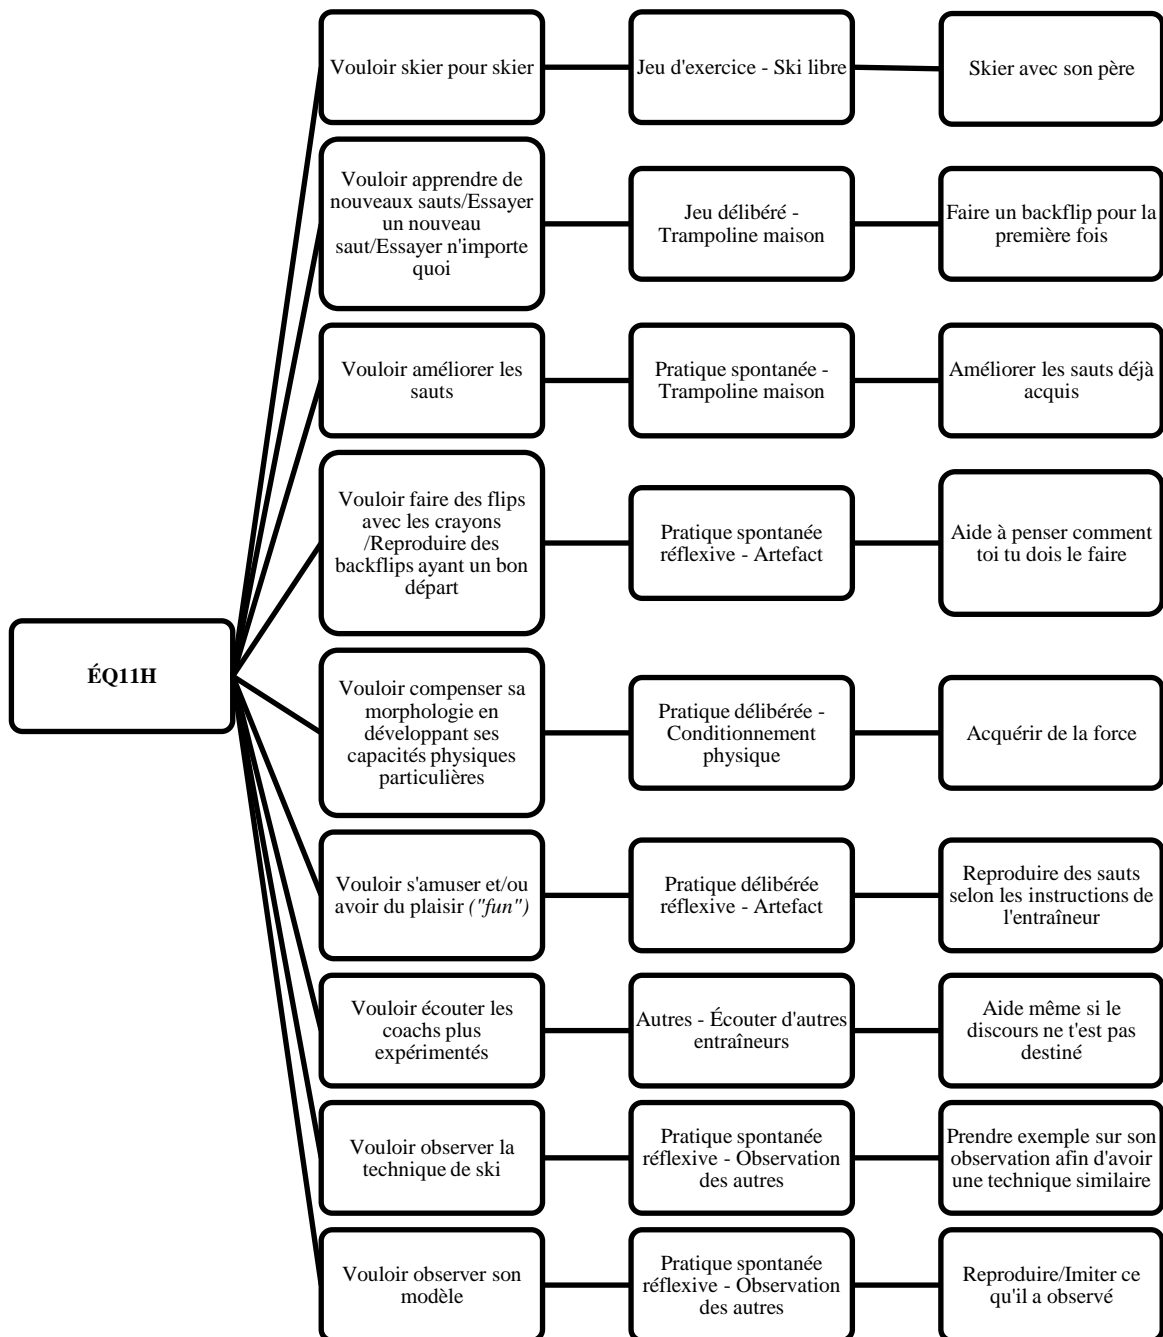 Vouloir skier pour skier
Jeu d'exercice - Ski libre
Skier avec son père
Vouloir apprendre de
nouveaux sauts/Essayer
un nouveau
saut/Essayer n'importe
quoi
Jeu délibéré -
Trampoline maison
Faire un backflip pour la
première fois
Vouloir améliorer les
sauts
Pratique spontanée -
Trampoline maison
Améliorer les sauts déjà
acquis
Vouloir faire des flips
avec les crayons
/Reproduire des
backflips ayant un bon
départ
Pratique spontanée
réflexive - Artefact
Aide à penser comment
toi tu dois le faire
ÉQ11H
Vouloir compenser sa
morphologie en
développant ses
capacités physiques
particulières
Pratique délibérée -
Conditionnement
physique
Acquérir de la force
Vouloir s'amuser et/ou
avoir du plaisir ("fun")
Pratique délibérée
réflexive - Artefact
Reproduire des sauts
selon les instructions de
l'entraîneur
Vouloir écouter les
coachs plus
expérimentés
Autres - Écouter d'autres
entraîneurs
Aide même si le
discours ne t'est pas
destiné
Vouloir observer la
technique de ski
Pratique spontanée
réflexive - Observation
des autres
Prendre exemple sur son
observation afin d'avoir
une technique similaire
Vouloir observer son
modèle
Pratique spontanée
réflexive - Observation
des autres
Reproduire/Imiter ce
qu'il a observé